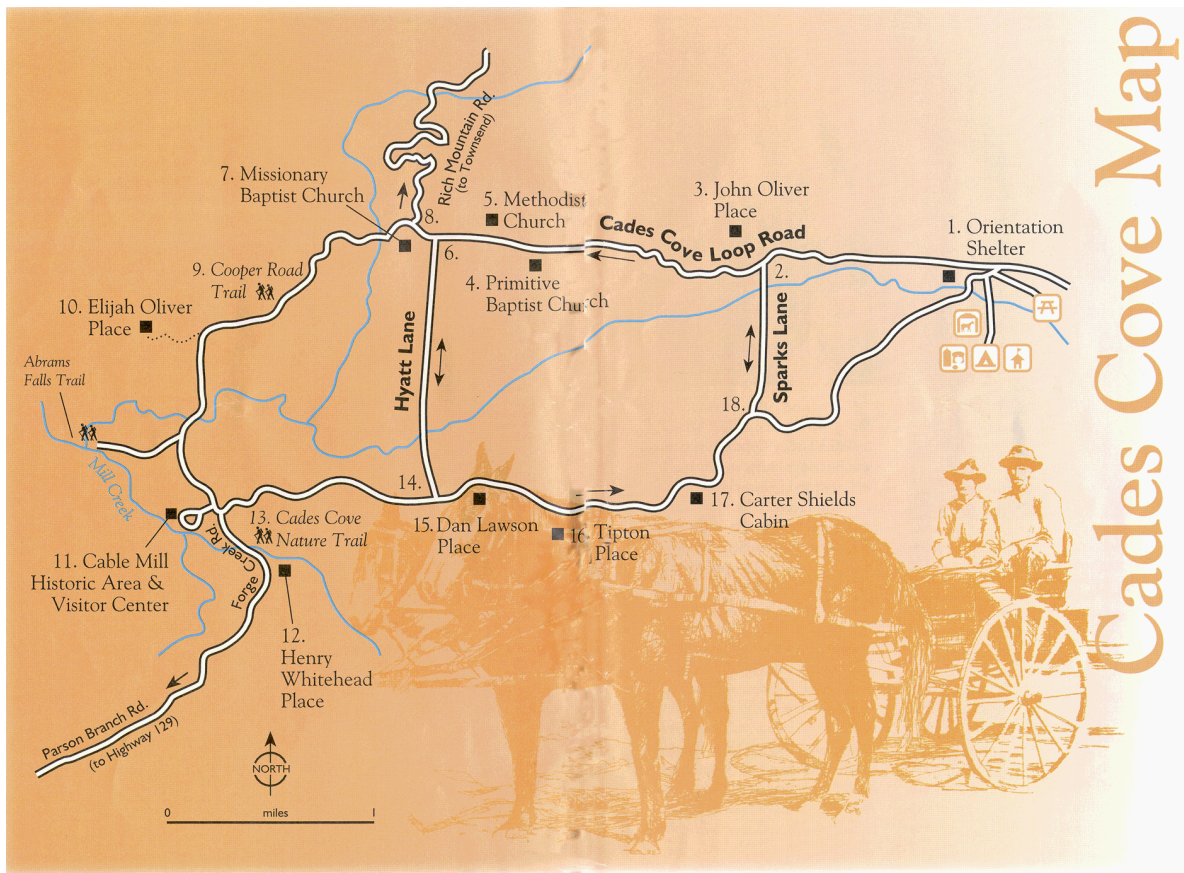 Cades Cove Map
Rich Mountain Rd.
(to Townsend)
7. Missionary
Baptist Church
8.
5. Methodist
Church
3. John Oliver
Place
Cades Cove Loop Road
1. Orientation
Shelter
6.
4. Primitive
Baptist Church
2.
9. Cooper Road
Trail
10. Elijah Oliver
Place
Hyatt Lane
Sparks Lane
Abrams
Falls Trail
18.
Mill Creek
14.
15. Dan Lawson
Place
16. Tipton
Place
17. Carter Shields
Cabin
13. Cades Cove
Nature Trail
11. Cable Mill
Historic Area &
Visitor Center
Forge Creek Rd.
12.
Henry
Whitehead
Place
Parson Branch Rd.
(to Highway 129)
NORTH
0 miles 1